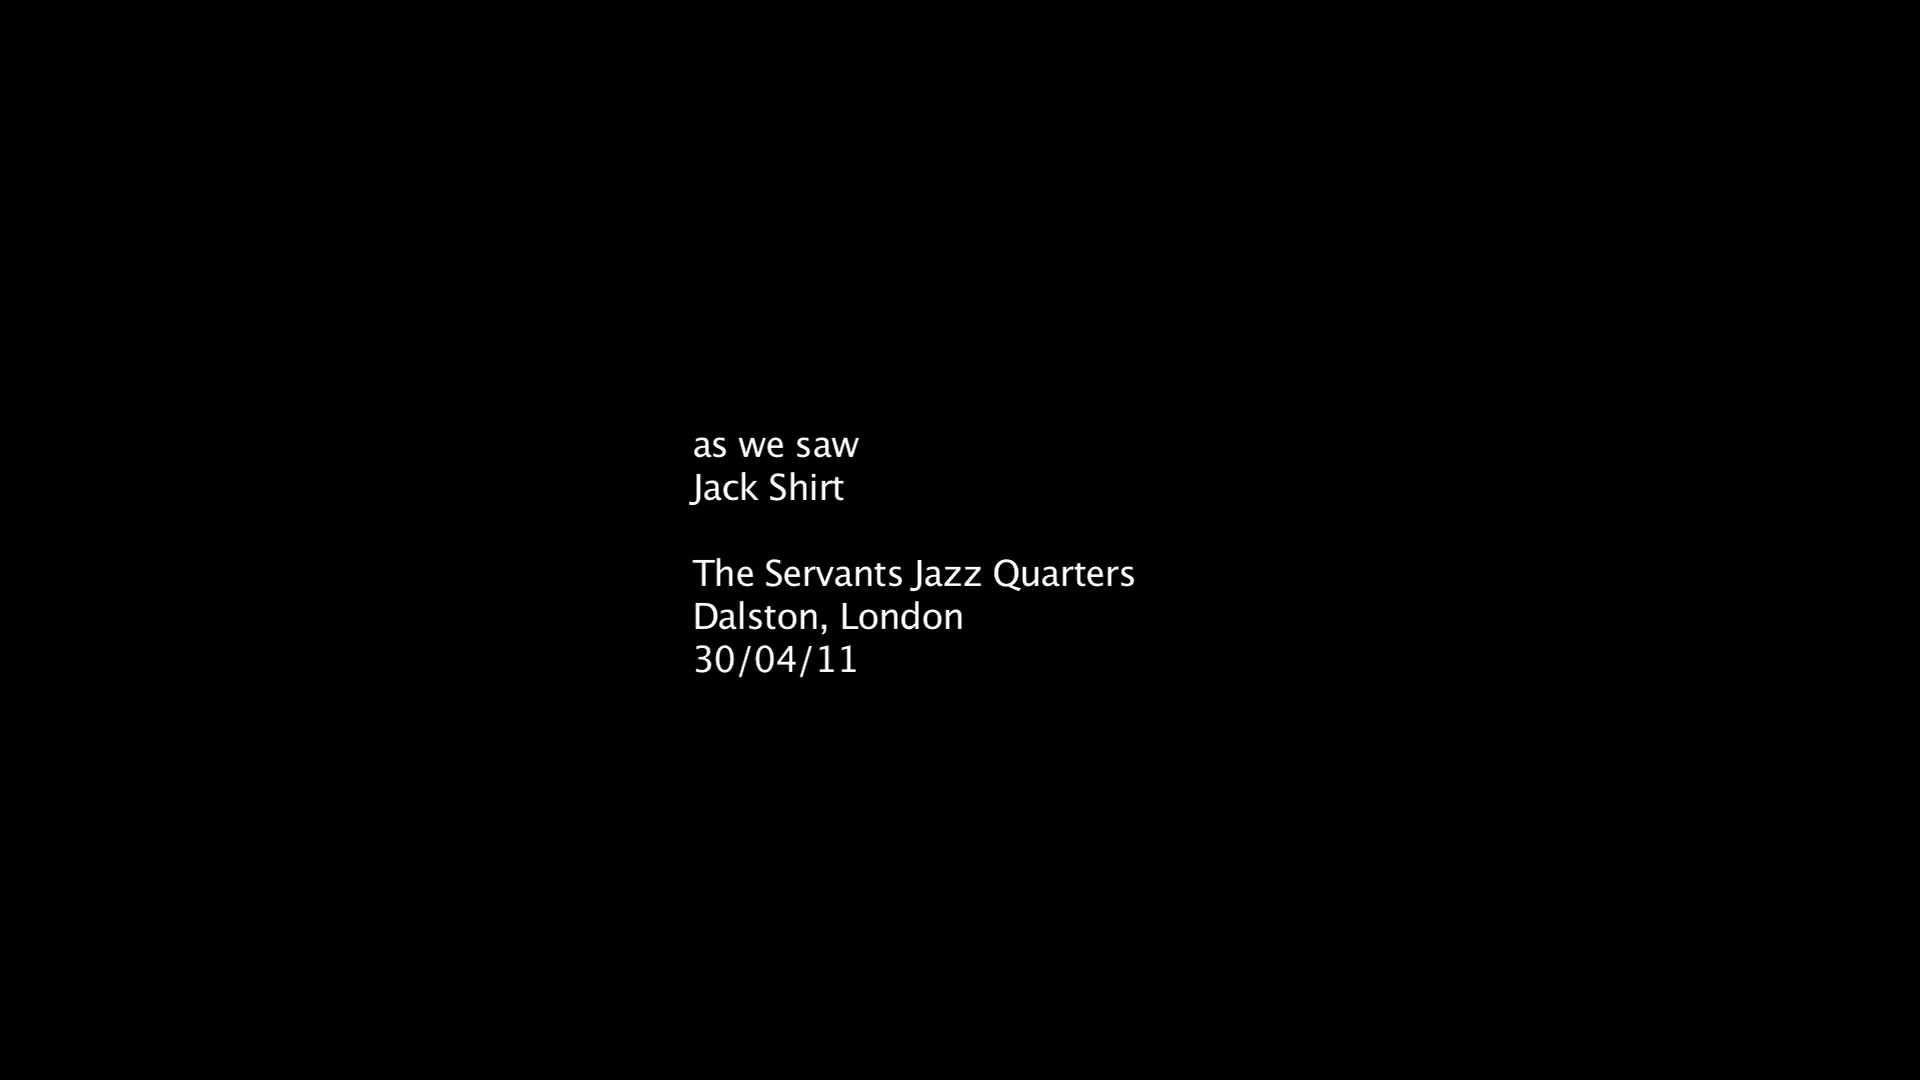 as we saw
Jack Shirt
The Servants Jazz Quarters
Dalston, London
30/04/11